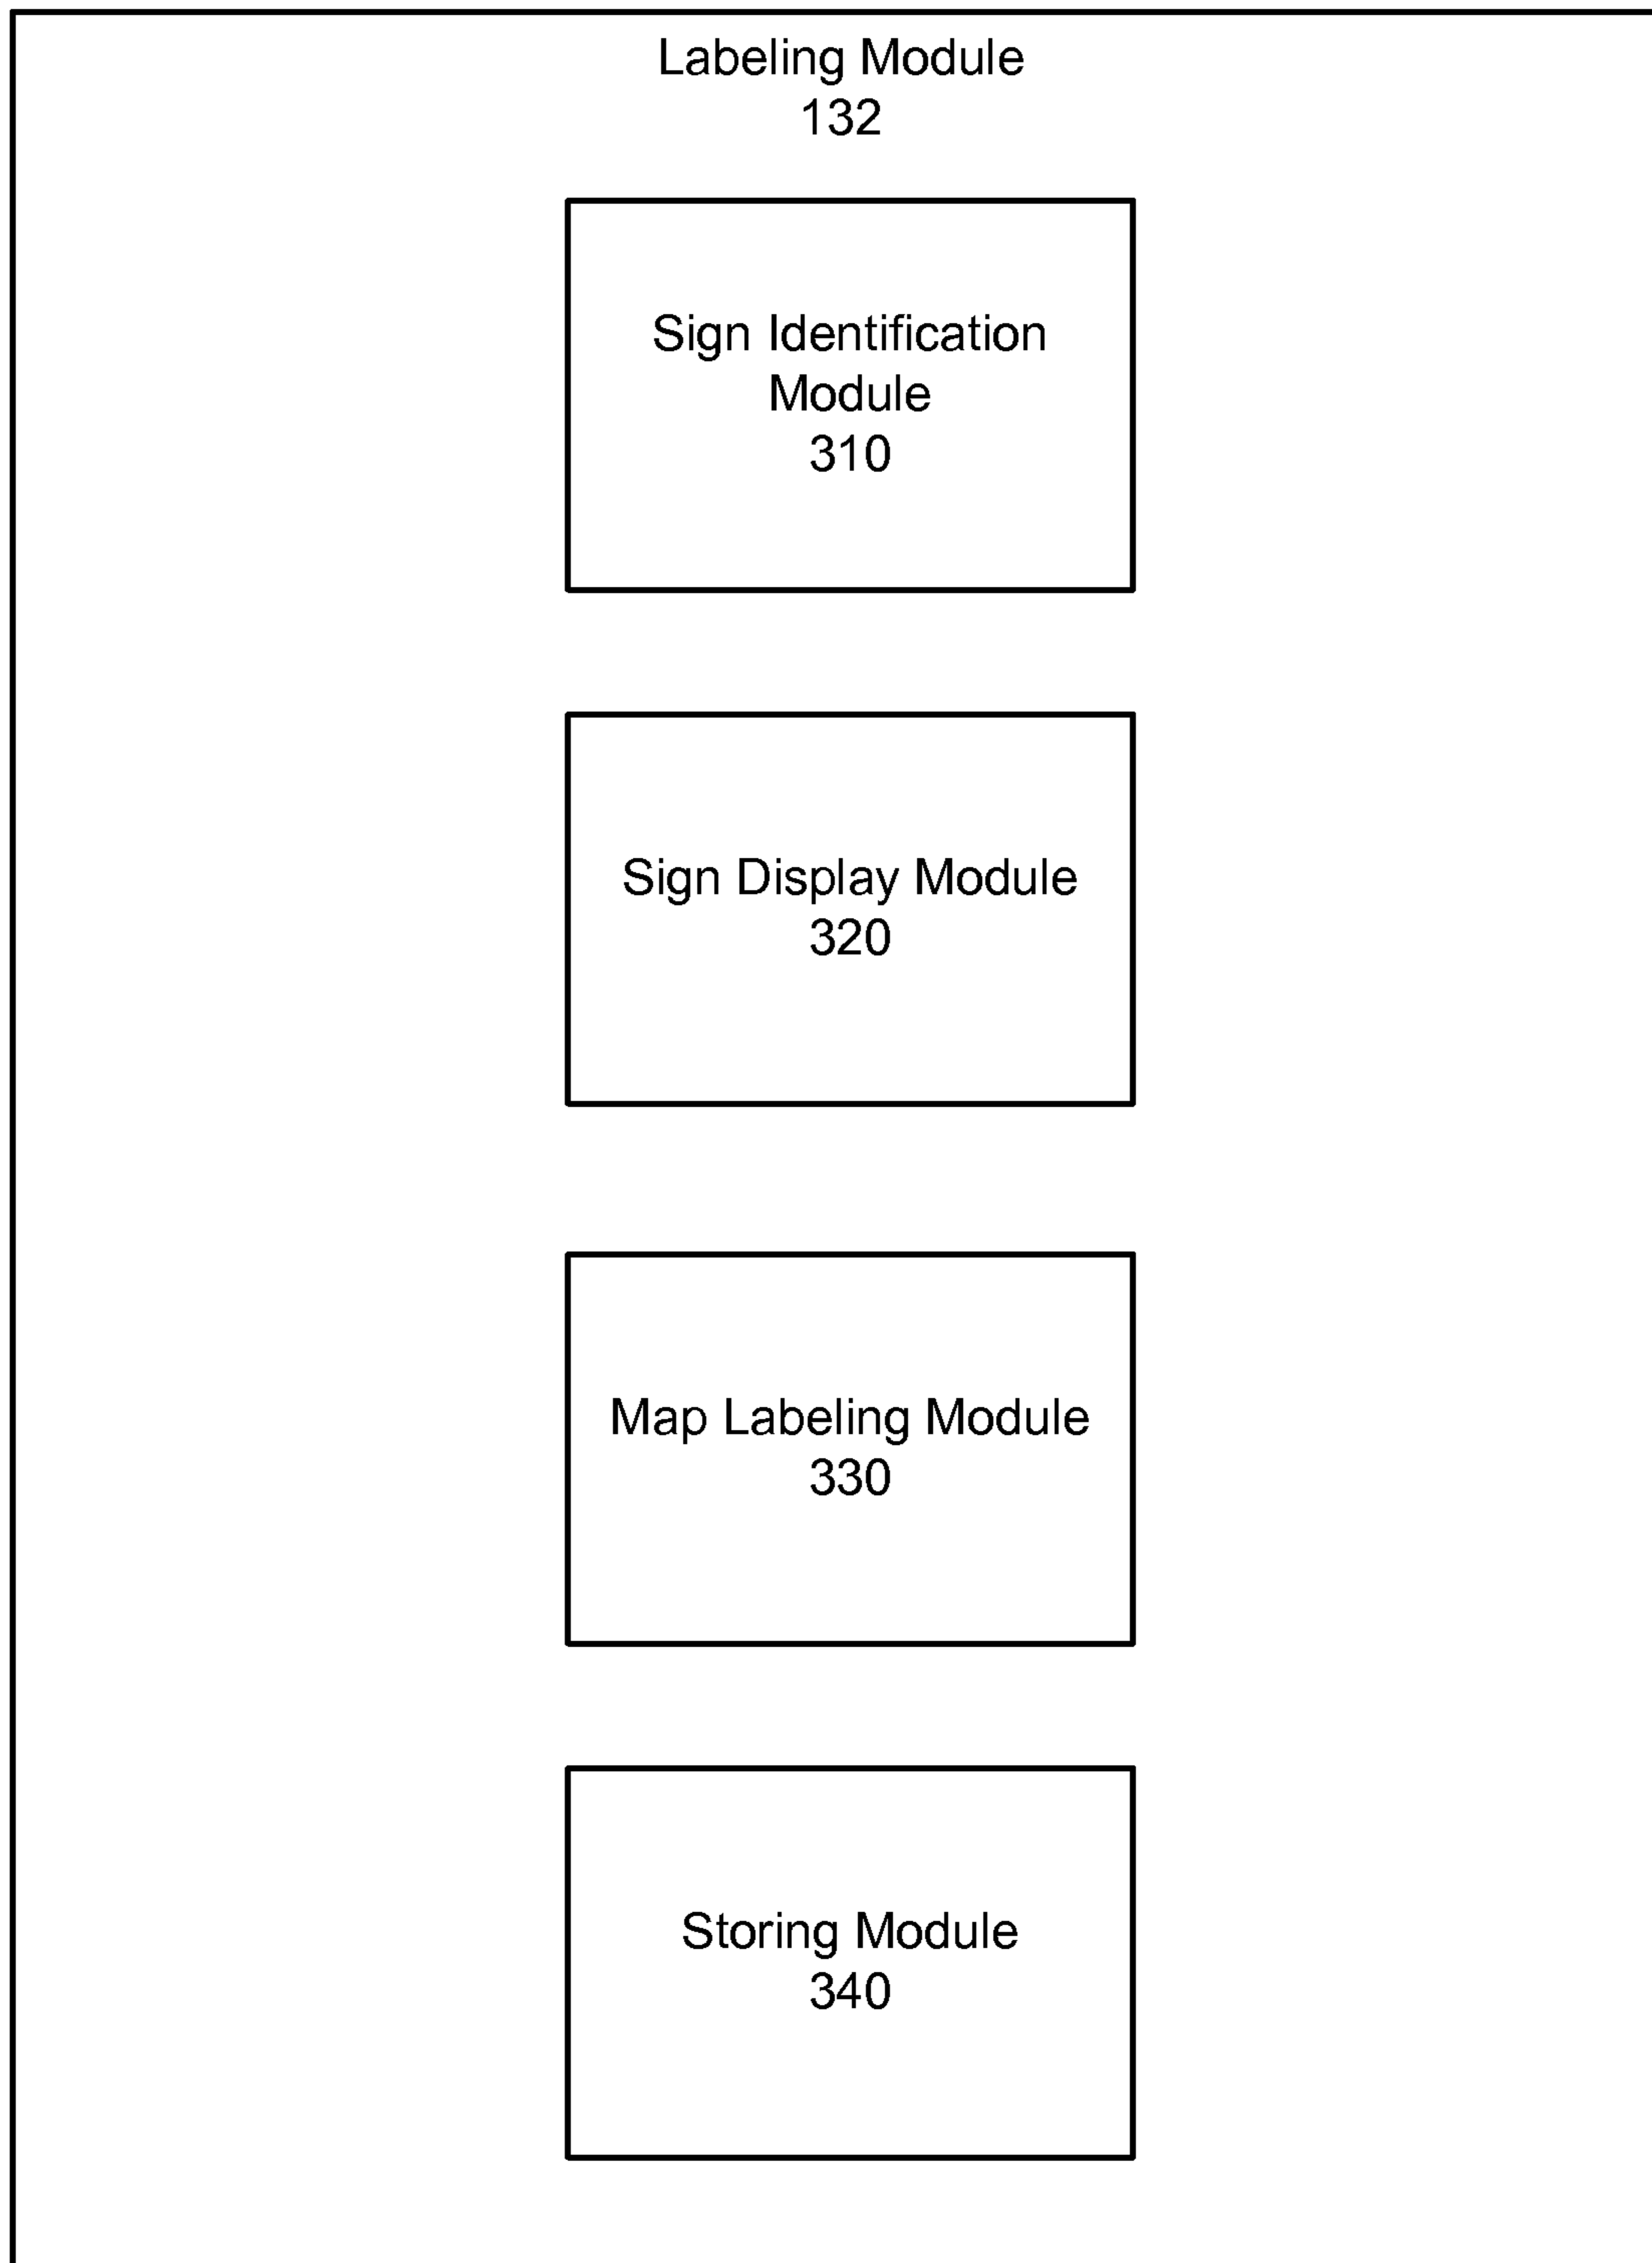 Labeling Module
132
Sign Identification
Module
310
Sign Display Module
320
Map Labeling Module
330
Storing Module
340